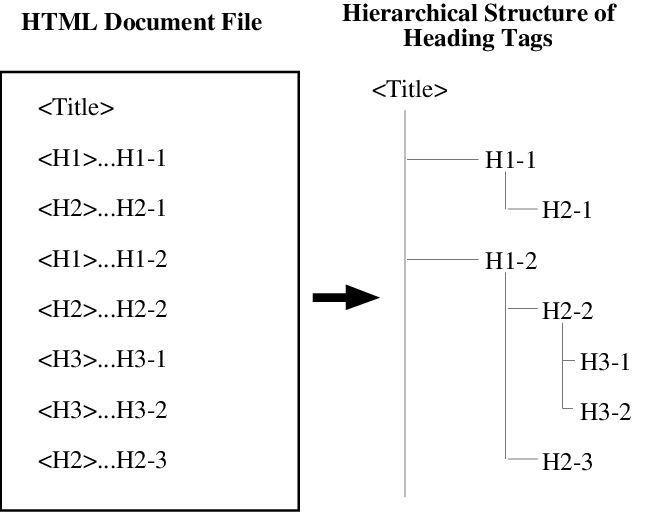 HTML Document File
<Title>
<H1>...H1-1
<H2>...H2-1
<H1>...H1-2
<H2>...H2-2
<H3>...H3-1
<H3>...H3-2
<H2>...H2-3
Hierarchical Structure of
Heading Tags
<Title>
H1-1
H2-1
H1-2
H2-2
H3-1
H3-2
H2-3